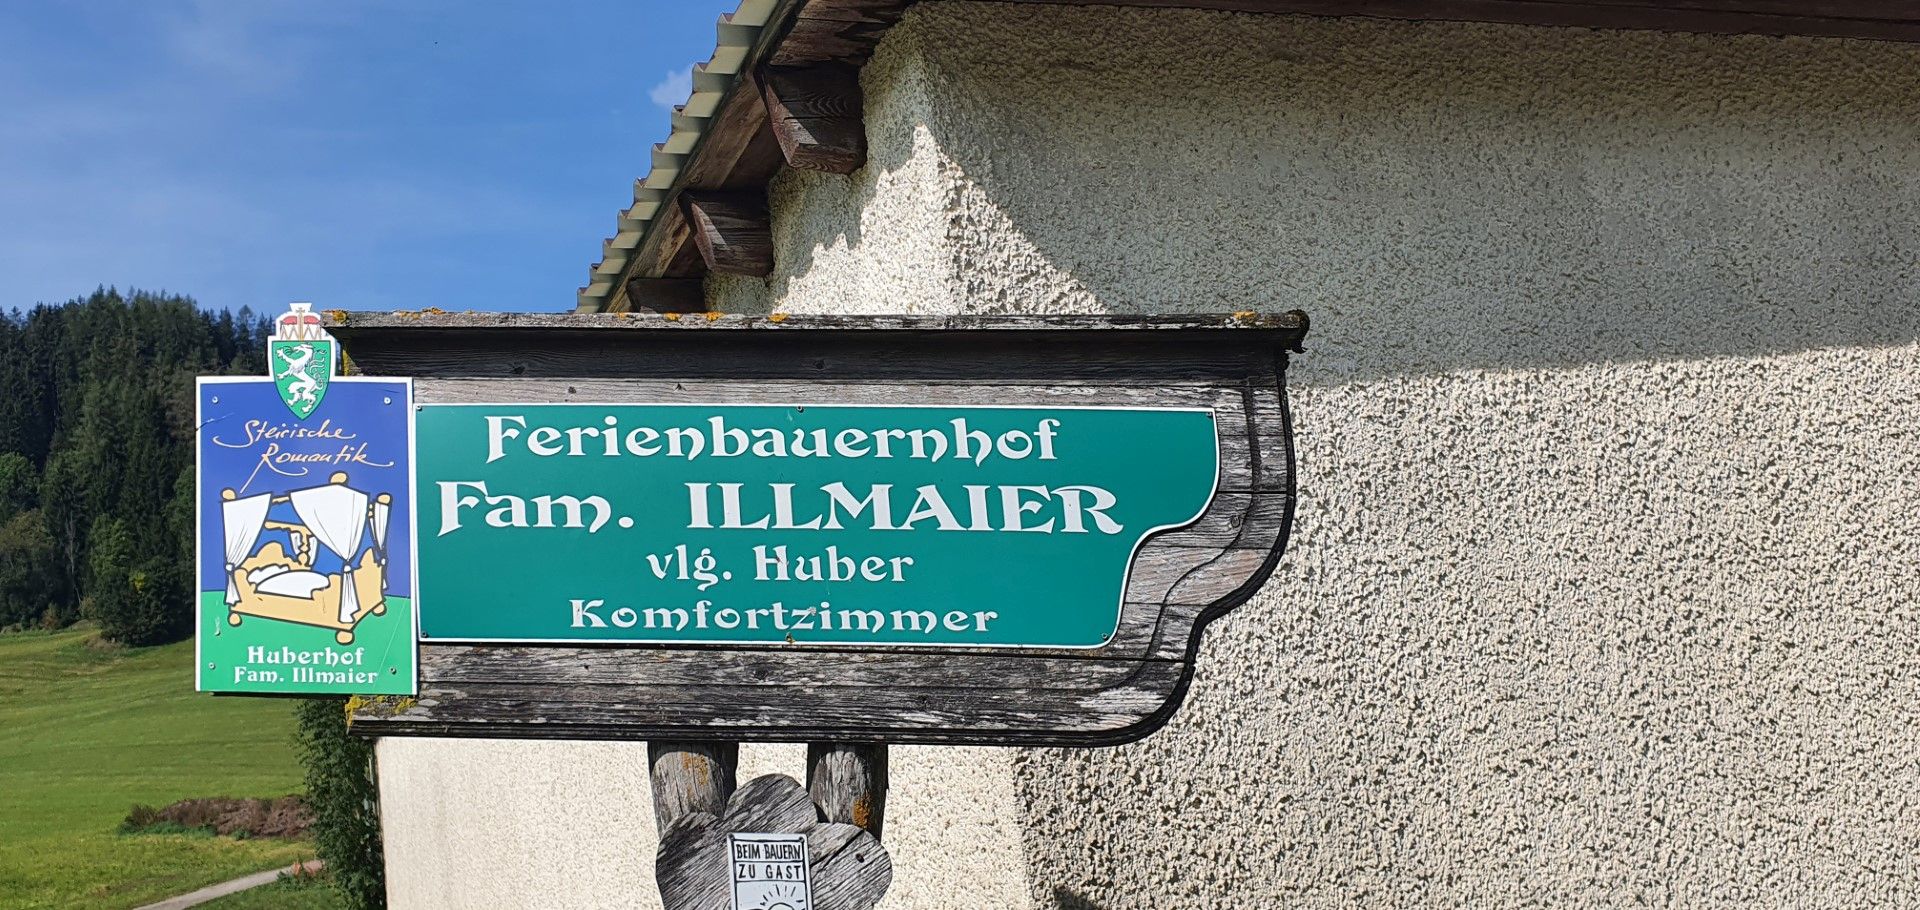 Steirische
Romantik
Huberhof
Fam. Illmaier
Ferienbauernhof
Fam. ILLMAIER
vlg. Huber
Komfortzimmer
BEIM BAUERN
ZU GAST